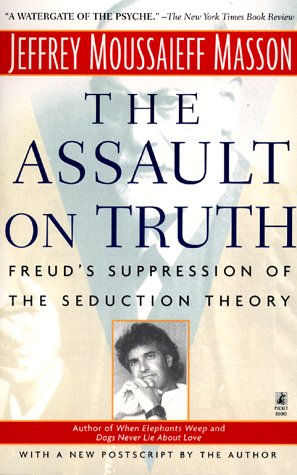 "A WATERGATE OF THE PSYCHE." –The New York Times Book Review
JEFFREY MOUSSAIEFF MASSON
THE
ASSAULT
ON TRUTH
FREUD'S SUPPRESSION OF
THE SEDUCTION THEORY
POCKET
BOOKS
Author of When Elephants Weep and
Dogs Never Lie About Love
WITH A NEW POSTSCRIPT BY THE AUTHOR